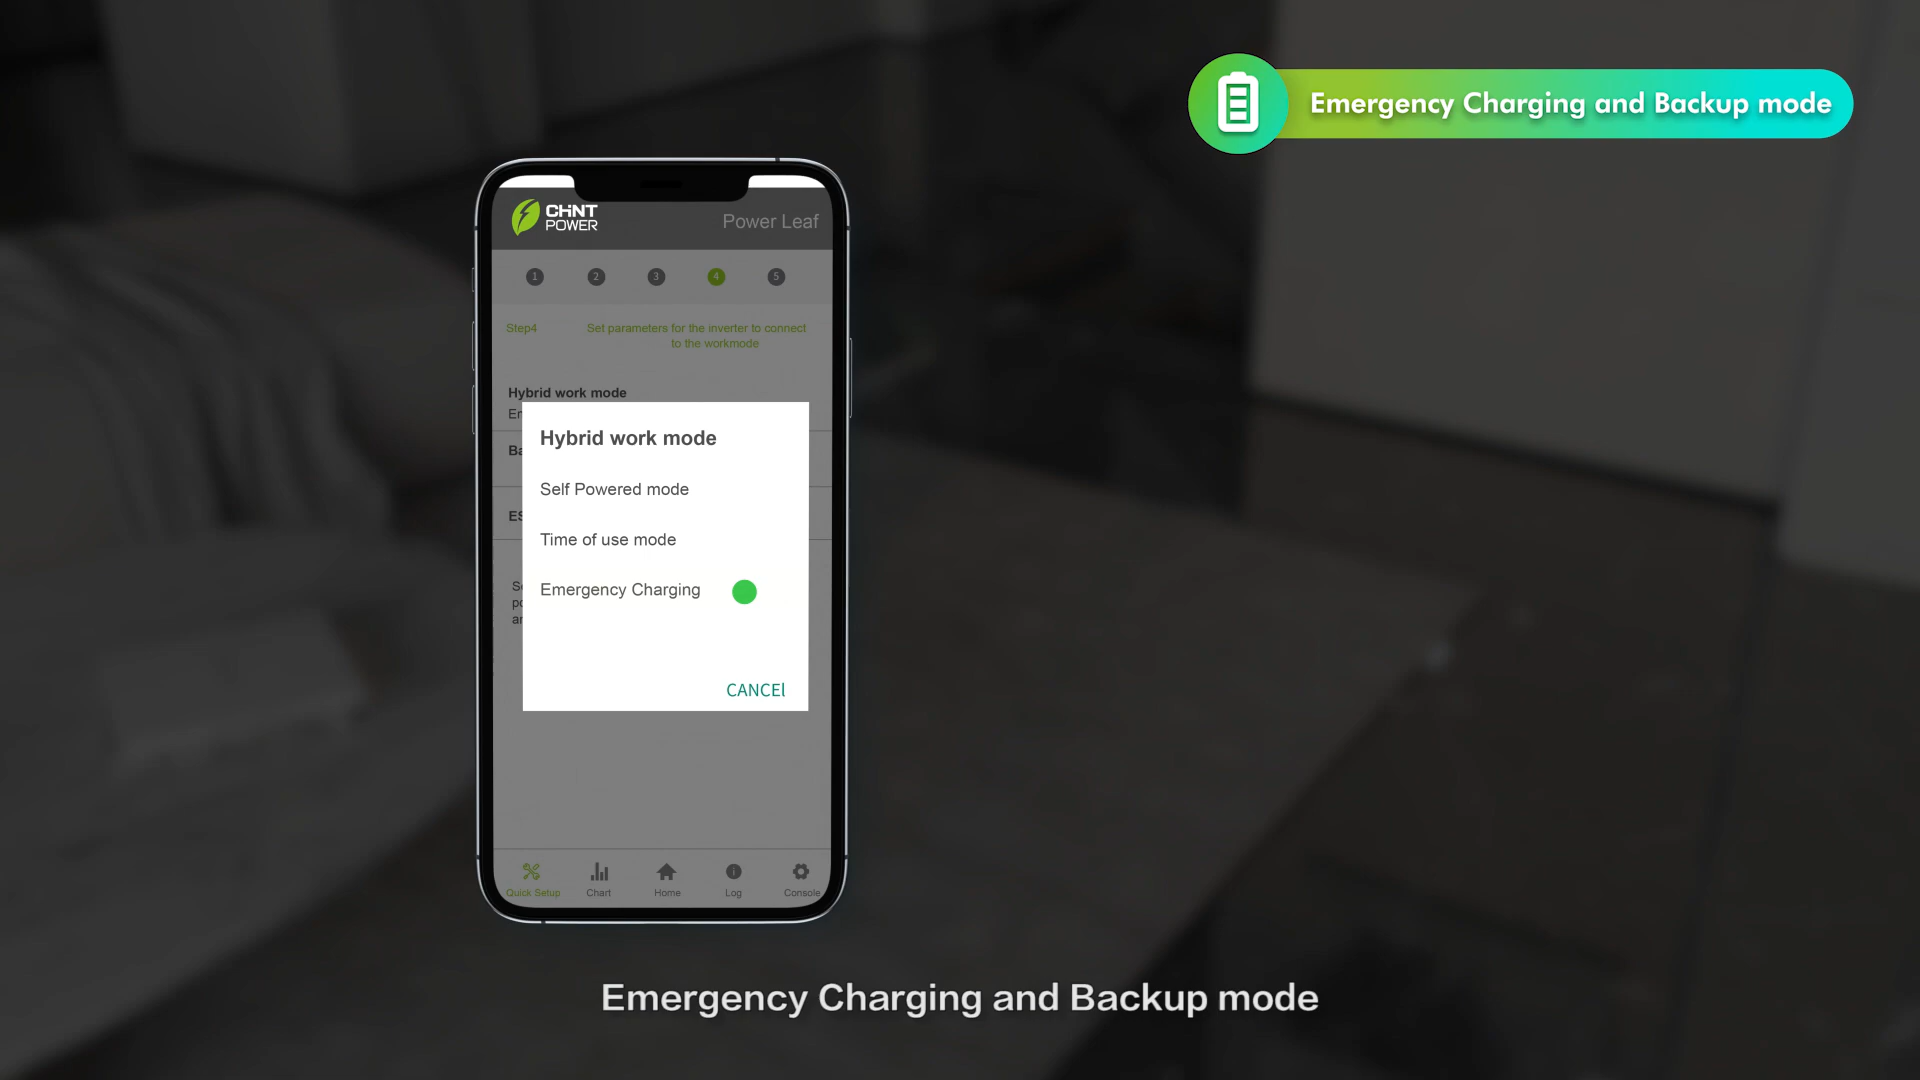 Emergency Charging and Backup mode
CHiNT
POWER
Power Leaf
1 2 3 4 5
Step4
Set parameters for the inverter to connect
to the workmode
Hybrid work mode
Hybrid work mode
Self Powered mode
Time of use mode
Emergency Charging
CANCEl
Quick Setup
Chart
Home
Log
Console
Emergency Charging and Backup mode